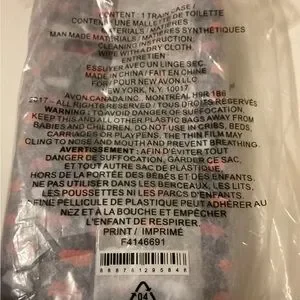 CONTENT : 1 TRAIN CASE /
CONTENU : UNE MALLETTE DE TOILETTE
MATERIALS / MATIÈRES :
MAN MADE MATERIALS / MATIÈRES SYNTHÉTIQUES
CLEANING INSTRUCTION:
WIPE WITH DRY CLOTH.
ENTRETIEN
ESSUYER AVEC UN LINGE SEC.
MADE IN CHINA / FAIT EN CHINE
FOR / POUR NEW AVON LLC
NEW YORK, N.Y. 10017
AVON CANADA INC. MONTRÉAL H9R 1B6
2017 - ALL RIGHTS RESERVED / TOUS DROITS RÉSERVÉS
WARNING : TO AVOID DANGER OF SUFFOCATION,
KEEP THIS AND ALL OTHER PLASTIC BAGS AWAY FROM
BABIES AND CHILDREN. DO NOT USE IN CRIBS, BEDS,
CARRIAGES OR PLAY PENS. THE THIN FILM MAY
CLING TO NOSE AND MOUTH AND PREVENT BREATHING.
AVERTISSEMENT : AFIN D'ÉVITER TOUT
DANGER DE SUFFOCATION, GARDER CE SAC,
ET TOUT AUTRE SAC DE PLASTIQUE,
HORS DE LA PORTÉE DES BÉBÉS ET DES ENFANTS.
NE PAS UTILISER DANS LES BERCEAUX, LES LITS,
LES POUSSETTES NI LES PARCS D'ENFANTS.
FINE PELLICULE DE PLASTIQUE PEUT ADHÉRER AU
NEZ ET À LA BOUCHE ET EMPÊCHER
L'ENFANT DE RESPIRER.
PRINT / IMPRIMÉ
F4146691
04